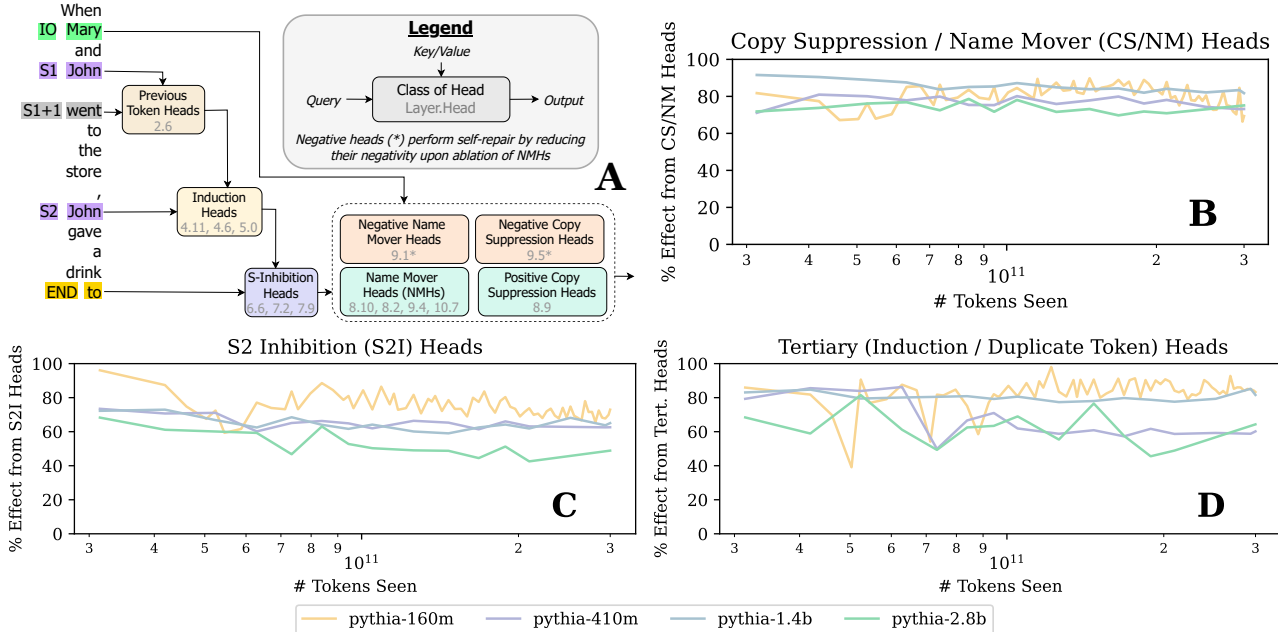 When
IO Mary
and
S1 John
S1+1 went
to
the
store
,
S2 John
gave
a
drink
END to
Previous
Token Heads
2.6
Induction
Heads
4.11, 4.6, 5.0
S-Inhibition
Heads
6.6, 7.2, 7.9
Legend
Key/Value
Query
Class of Head
Layer.Head
Output
Negative heads (*) perform self-repair by reducing
their negativity upon ablation of NMHs
A
Negative Name
Mover Heads
9.1*
Negative Copy
Suppression Heads
9.5*
Name Mover
Heads (NMHs)
8.10, 8.2, 9.4, 10.7
Positive Copy
Suppression Heads
8.9
Copy Suppression / Name Mover (CS/NM) Heads
% Effect from CS/NM Heads
100
80
60
40
20
0
B
3 4 5 6 7 8 9 10¹¹ 2 3
# Tokens Seen
S2 Inhibition (S2I) Heads
% Effect from S2I Heads
100
80
60
40
20
0
C
3 4 5 6 7 8 9 10¹¹ 2 3
# Tokens Seen
Tertiary (Induction / Duplicate Token) Heads
% Effect from Tert. Heads
100
80
60
40
20
0
D
3 4 5 6 7 8 9 10¹¹ 2 3
# Tokens Seen
pythia-160m pythia-410m pythia-1.4b pythia-2.8b